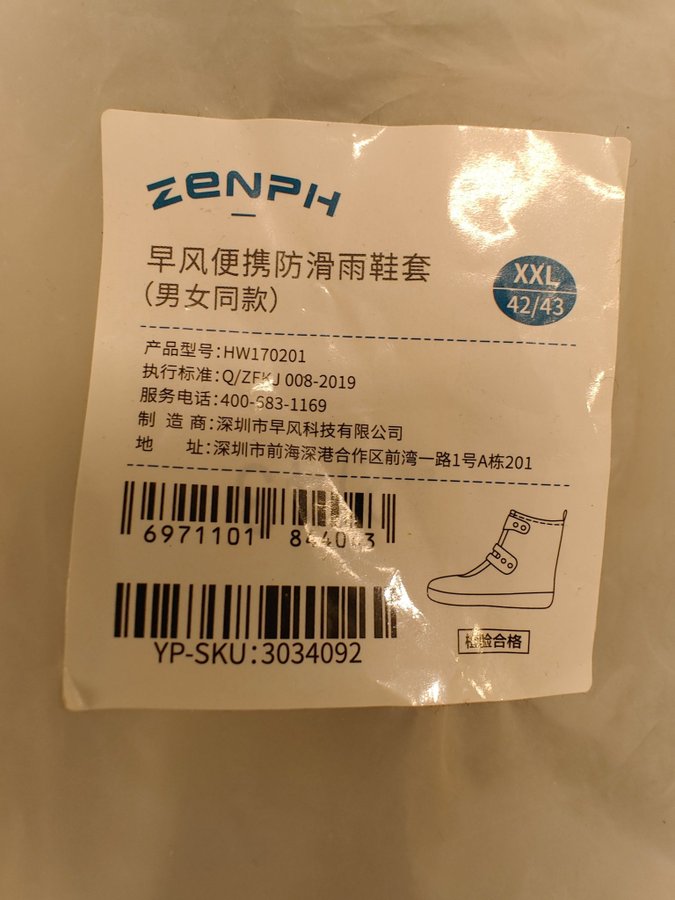 ZENPH
早风便携防滑雨鞋套
(男女同款)
XXL
42/43
产品型号:HW170201
执行标准:Q/ZFKJ 008-2019
服务电话:400-683-1169
制 造 商:深圳市早风科技有限公司
地 址:深圳市前海深港合作区前湾一路1号A栋201
6971101
YP-SKU:3034092
检验合格